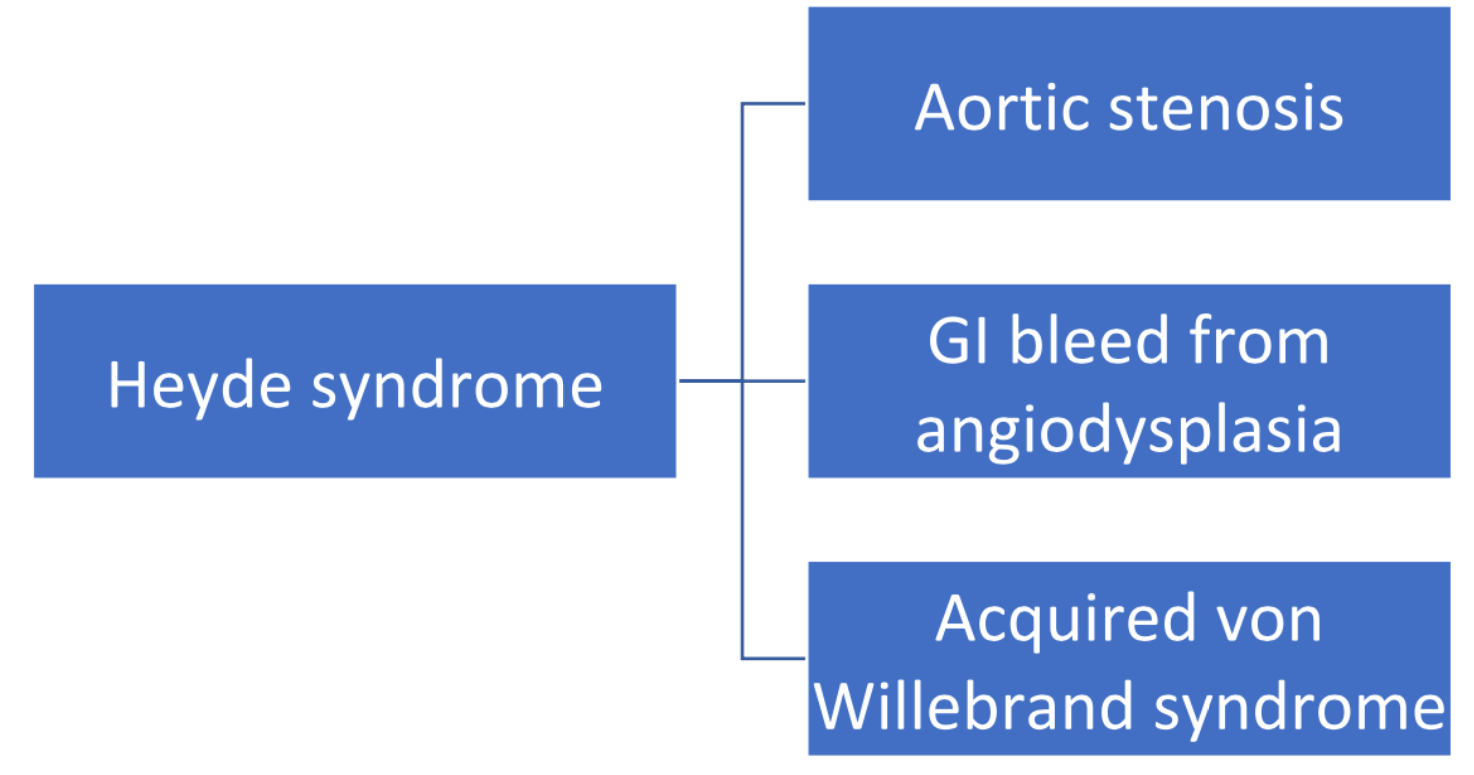 Heyde syndrome
Aortic stenosis
GI bleed from
angiodysplasia
Acquired von
Willebrand syndrome